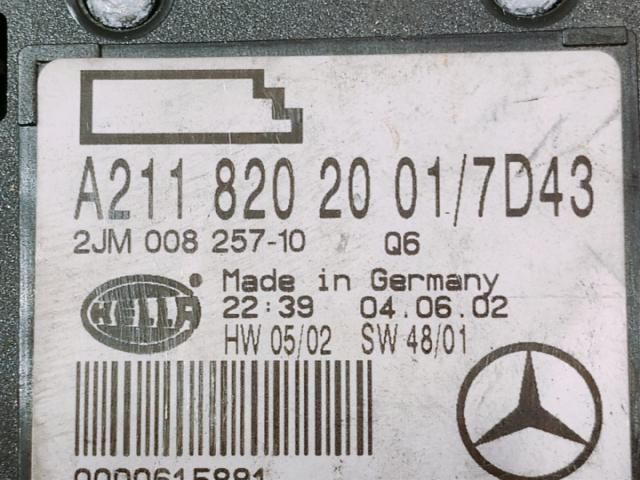 A211 820 20 01/7D43
2JM 008 257-10 Q6
HELLA
Made in Germany
22:39 04.06.02
HW 05/02 SW 48/01
0000615881